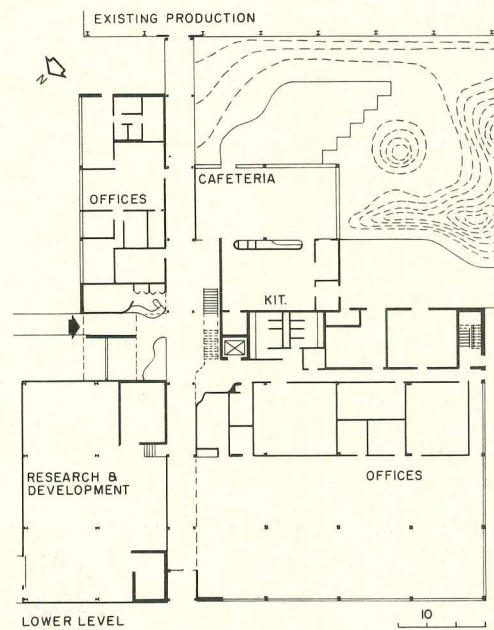 EXISTING PRODUCTION
N
OFFICES
CAFETERIA
KIT.
RESEARCH &
DEVELOPMENT
OFFICES
10
LOWER LEVEL